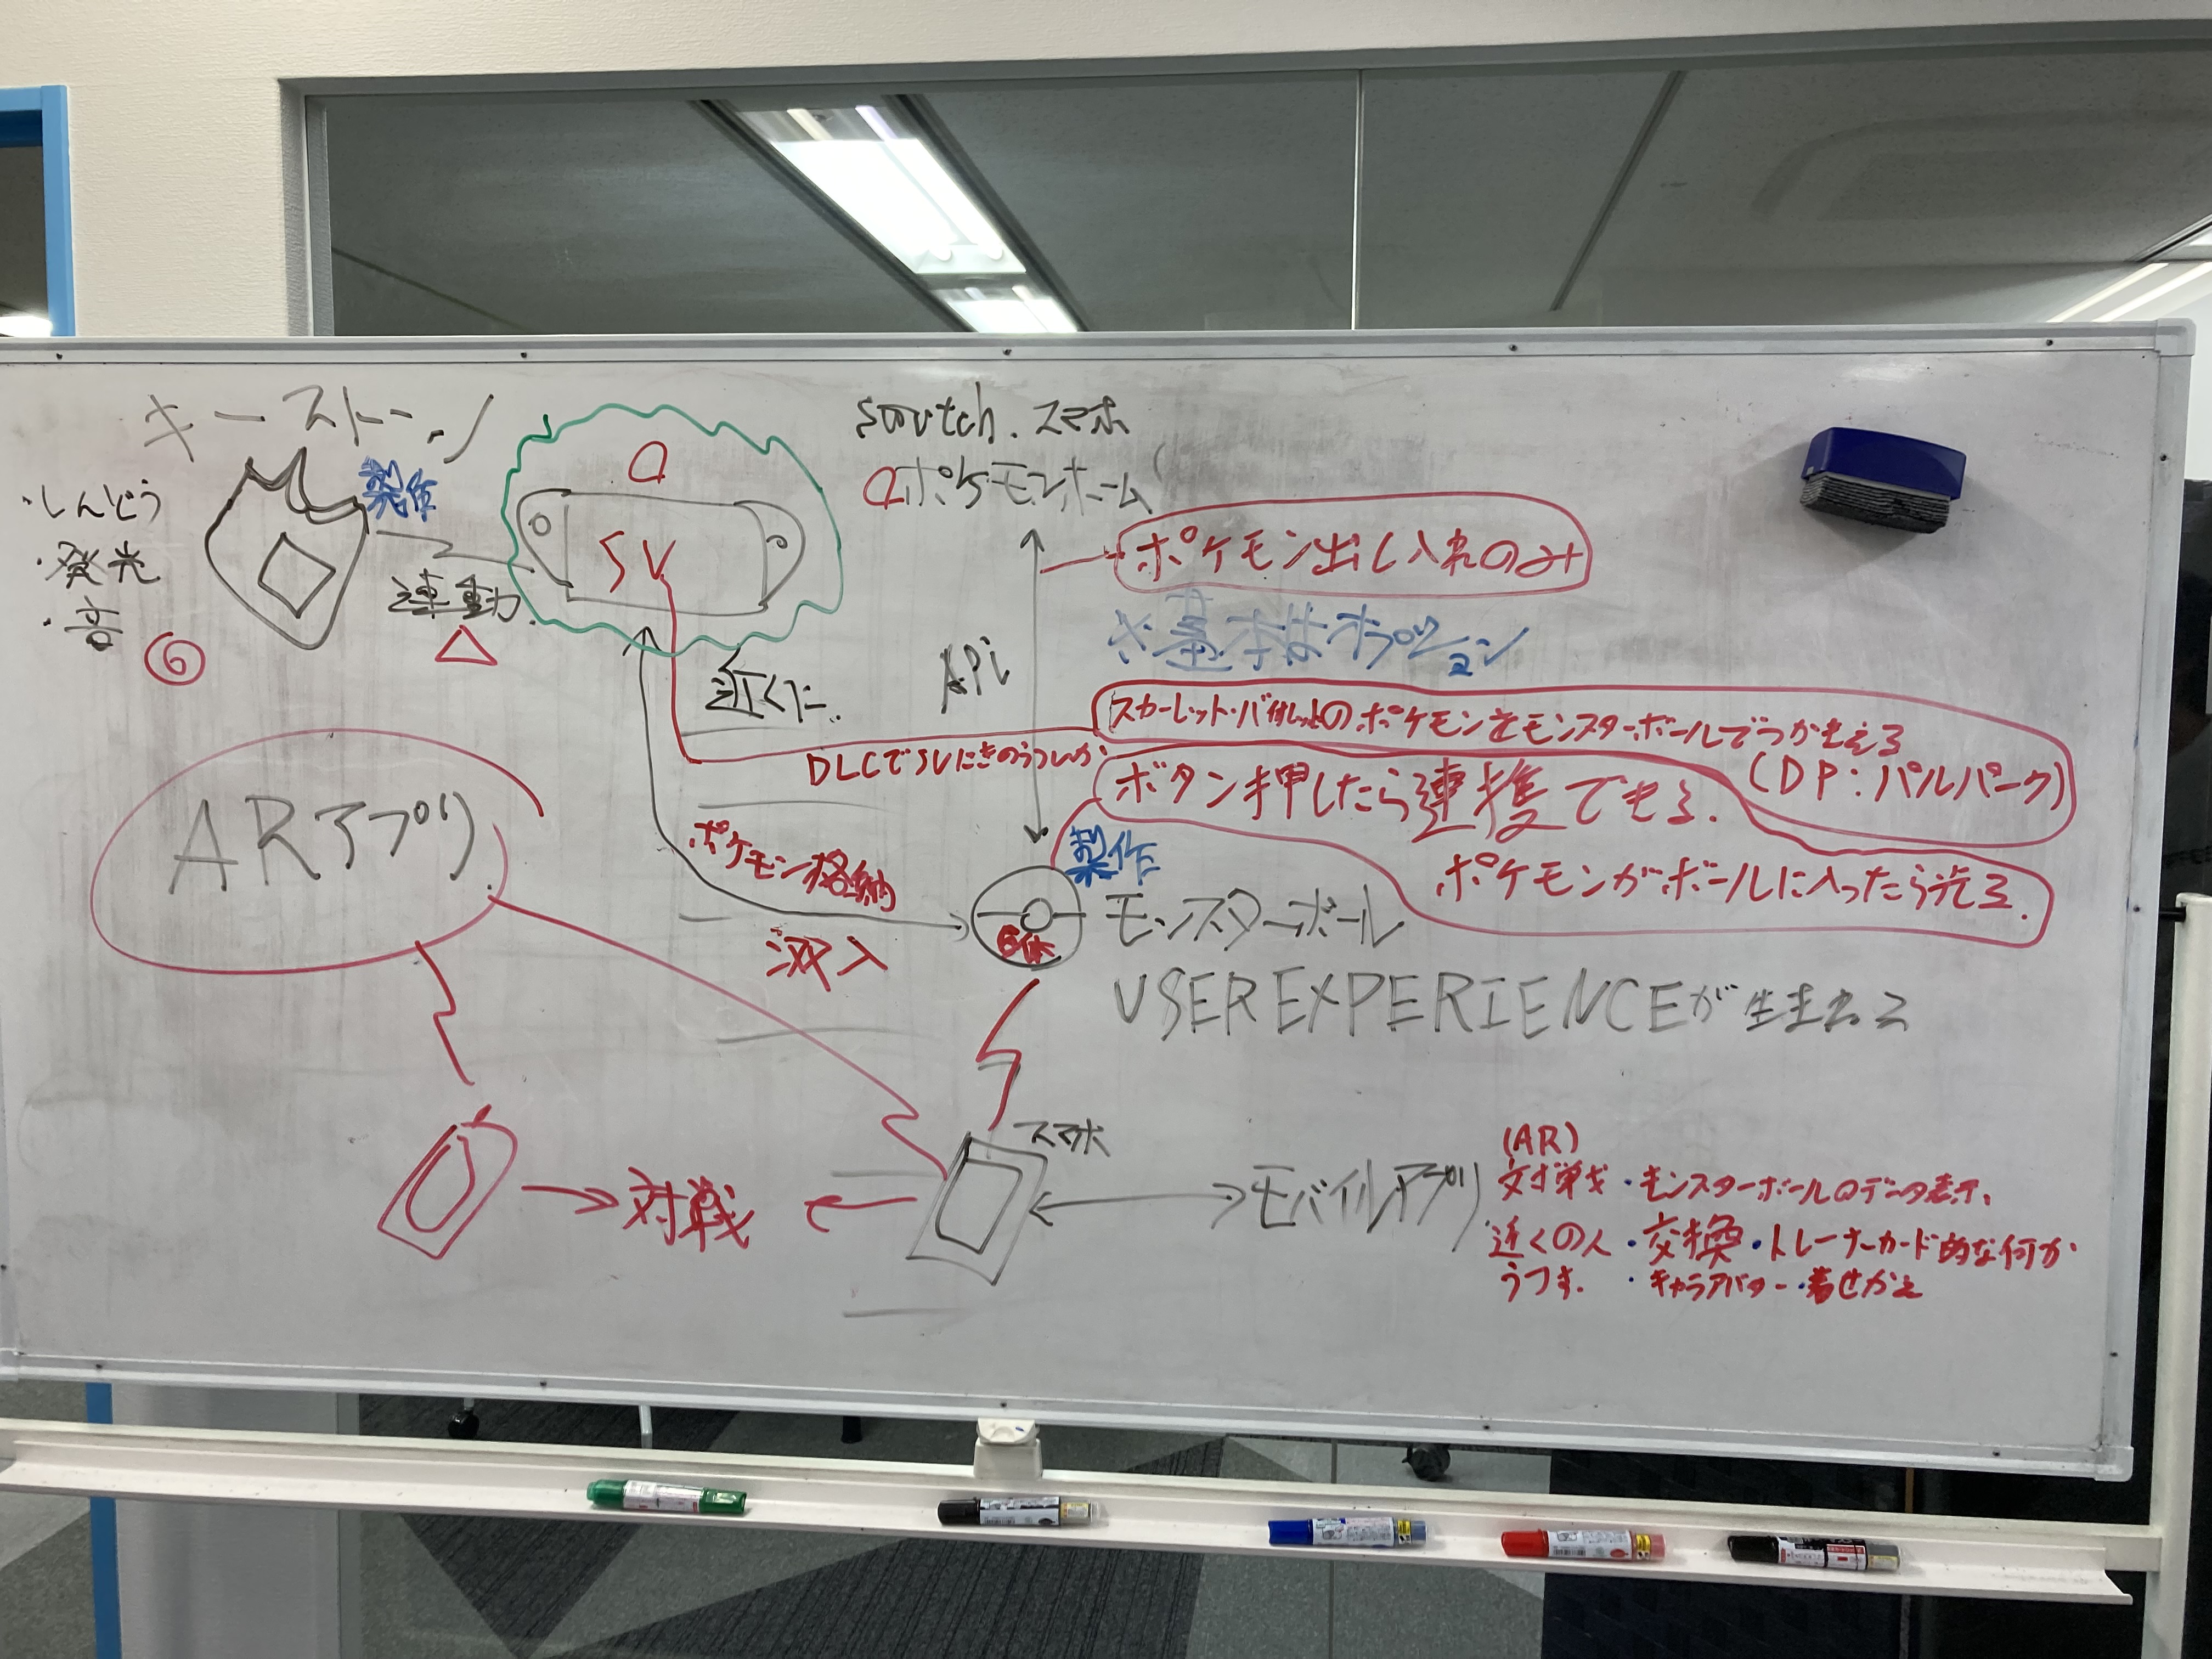 キーストーン
製作
・しんどう
・発光
・音
⑥
連動
△
a
SV
switch.スマホ
aポケモンホーム
ポケモン出し入れのみ
API
※基本はオプション
近くに.
DLCでSVにきのうついか
スカーレット・バイオレットのポケモンをモンスターボールでつかまえる
(DP:パルパーク)
ボタン押したら連携できる.
ポケモンがボールに入ったら光る.
ARアプリ
ポケモン格納
製作
6体
モンスターボール
USER EXPERIENCEが生まれる
スマホ
対戦
モバイルアプリ
(AR)
対戦・モンスターボールのデータ表示、
近くの人・交換・トレーナーカード的な何か
うつす.・キャラアバター・着せかえ